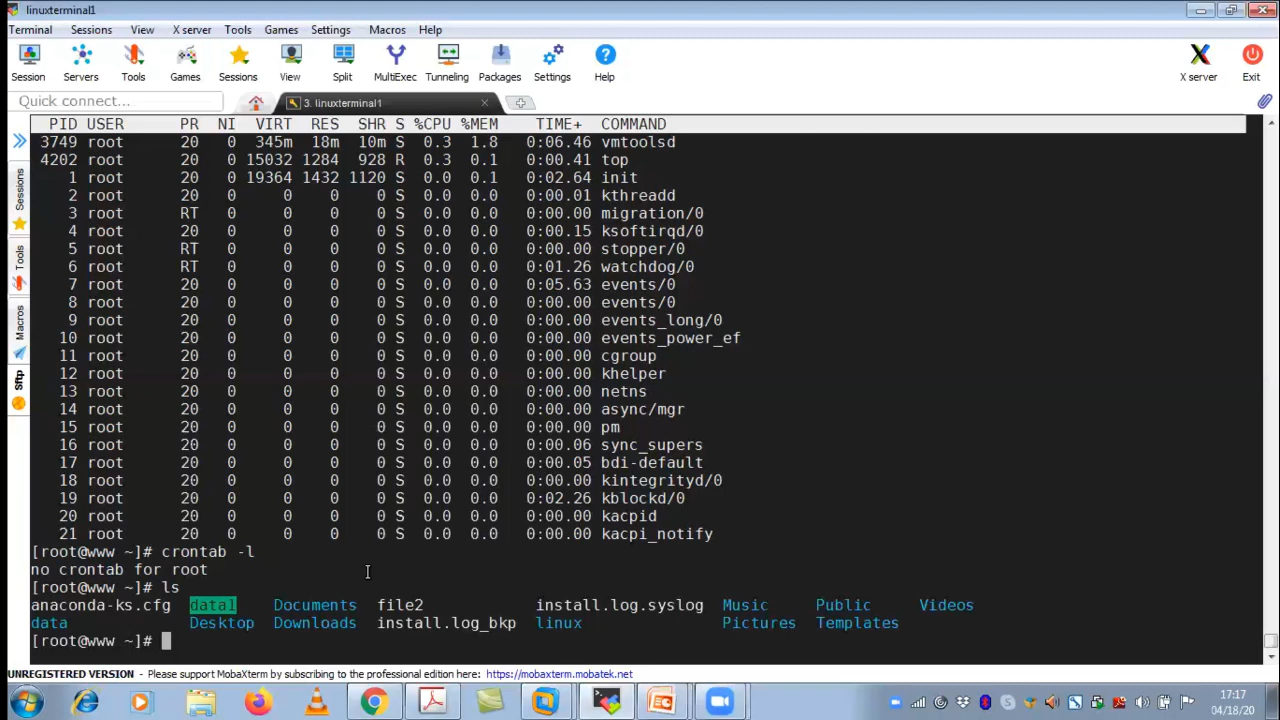 linuxterminal1
Terminal Sessions View X server Tools Games Settings Macros Help
Session Servers Tools Games Sessions View Split MultiExec Tunneling Packages Settings Help X server Exit
Quick connect... 3. linuxterminal1
PID USER PR NI VIRT RES SHR S %CPU %MEM TIME+ COMMAND
3749 root 20 0 345m 18m 10m S 0.3 1.8 0:06.46 vmtoolsd
4202 root 20 0 15032 1284 928 R 0.3 0.1 0:00.41 top
1 root 20 0 19364 1432 1120 S 0.0 0.1 0:02.64 init
2 root 20 0 0 0 0 S 0.0 0.0 0:00.01 kthreadd
3 root RT 0 0 0 0 S 0.0 0.0 0:00.00 migration/0
4 root 20 0 0 0 0 S 0.0 0.0 0:00.15 ksoftirqd/0
5 root RT 0 0 0 0 S 0.0 0.0 0:00.00 stopper/0
6 root RT 0 0 0 0 S 0.0 0.0 0:01.26 watchdog/0
7 root 20 0 0 0 0 S 0.0 0.0 0:05.63 events/0
8 root 20 0 0 0 0 S 0.0 0.0 0:00.00 events/0
9 root 20 0 0 0 0 S 0.0 0.0 0:00.00 events_long/0
10 root 20 0 0 0 0 S 0.0 0.0 0:00.00 events_power_ef
11 root 20 0 0 0 0 S 0.0 0.0 0:00.00 cgroup
12 root 20 0 0 0 0 S 0.0 0.0 0:00.00 khelper
13 root 20 0 0 0 0 S 0.0 0.0 0:00.00 netns
14 root 20 0 0 0 0 S 0.0 0.0 0:00.00 async/mgr
15 root 20 0 0 0 0 S 0.0 0.0 0:00.00 pm
16 root 20 0 0 0 0 S 0.0 0.0 0:00.06 sync_supers
17 root 20 0 0 0 0 S 0.0 0.0 0:00.05 bdi-default
18 root 20 0 0 0 0 S 0.0 0.0 0:00.00 kintegrityd/0
19 root 20 0 0 0 0 S 0.0 0.0 0:02.26 kblockd/0
20 root 20 0 0 0 0 S 0.0 0.0 0:00.00 kacpid
21 root 20 0 0 0 0 S 0.0 0.0 0:00.00 kacpi_notify
[root@www ~]# crontab -l
no crontab for root
[root@www ~]# ls
anaconda-ks.cfg data1 Documents file2 install.log.syslog Music Public Videos
data Desktop Downloads install.log_bkp linux Pictures Templates
[root@www ~]#
Sessions
Tools
Macros
Sftp
UNREGISTERED VERSION - Please support MobaXterm by subscribing to the professional edition here: https://mobaxterm.mobatek.net
17:17
04/18/20